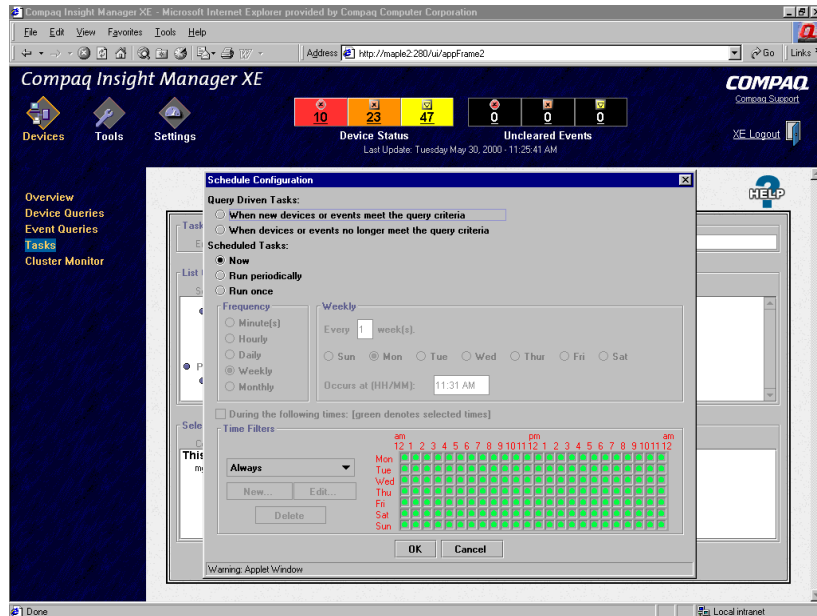 Compaq Insight Manager XE - Microsoft Internet Explorer provided by Compaq Computer Corporation
File Edit View Favorites Tools Help
Address http://maple2:280/ui/appFrame2 Go Links
Compaq Insight Manager XE
COMPAQ
Compaq Support
Devices Tools Settings
10 23 47 0 0 0
Device Status Uncleared Events
Last Update: Tuesday May 30, 2000 - 11:25:41 AM
XE Logout
HELP
Overview
Device Queries
Event Queries
Tasks
Cluster Monitor
Task
List
P
Sele
This
Schedule Configuration
Query Driven Tasks:
When new devices or events meet the query criteria
When devices or events no longer meet the query criteria
Scheduled Tasks:
Now
Run periodically
Run once
Frequency
Minute(s)
Hourly
Daily
Weekly
Monthly
Weekly
Every 1 week(s).
Sun Mon Tue Wed Thur Fri Sat
Occurs at (HH/MM): 11:31 AM
During the following times: [green denotes selected times]
Time Filters
Always
New... Edit...
Delete
am pm am
12 1 2 3 4 5 6 7 8 9 10 11 12 1 2 3 4 5 6 7 8 9 10 11 12
Mon
Tue
Wed
Thu
Fri
Sat
Sun
OK Cancel
Warning: Applet Window
Done Local intranet